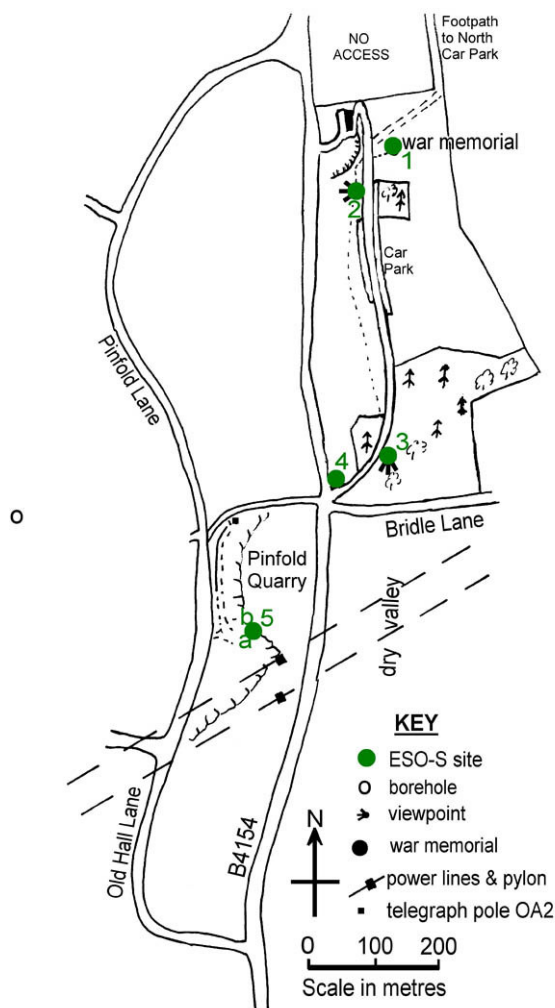 Footpath
to North
Car Park
NO
ACCESS
war memorial
1
2
Car
Park
Pinfold Lane
3
4
Bridle Lane
Pinfold
Quarry
b 5
a
dry valley
Old Hall Lane
B4154
KEY
ESO-S site
borehole
viewpoint
war memorial
power lines & pylon
telegraph pole OA2
N
0 100 200
Scale in metres